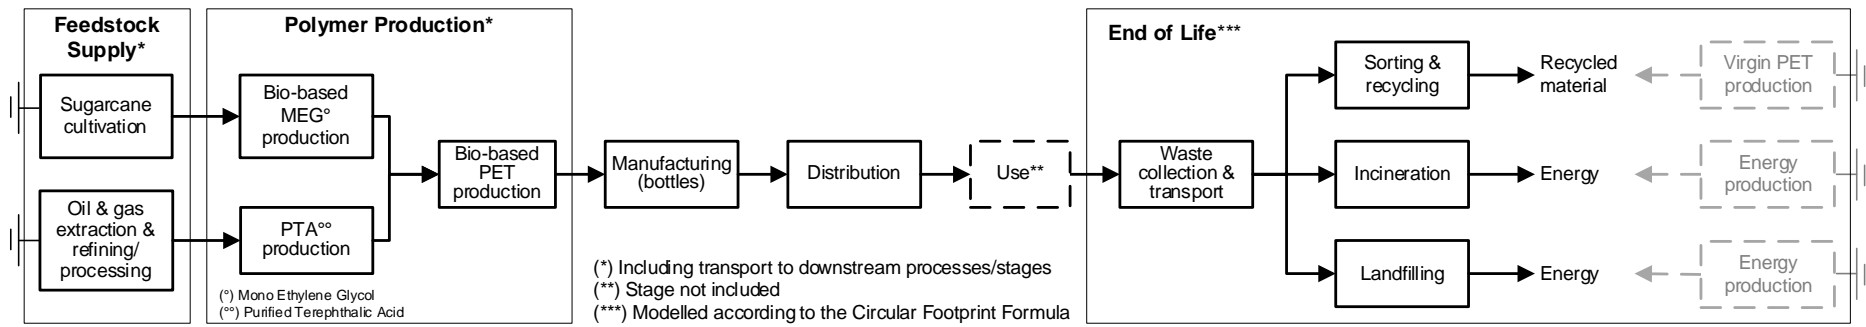 Feedstock
Supply*
Sugarcane
cultivation
Oil & gas
extraction &
refining/
processing
Polymer Production*
Bio-based
MEG°
production
PTA°°
production
Bio-based
PET
production
(°) Mono Ethylene Glycol
(°°) Purified Terephthalic Acid
Manufacturing
(bottles)
Distribution
Use**
(*) Including transport to downstream processes/stages
(**) Stage not included
(***) Modelled according to the Circular Footprint Formula
End of Life***
Waste
collection &
transport
Sorting &
recycling
Recycled
material
Virgin PET
production
Incineration
Energy
Energy
production
Landfilling
Energy
Energy
production